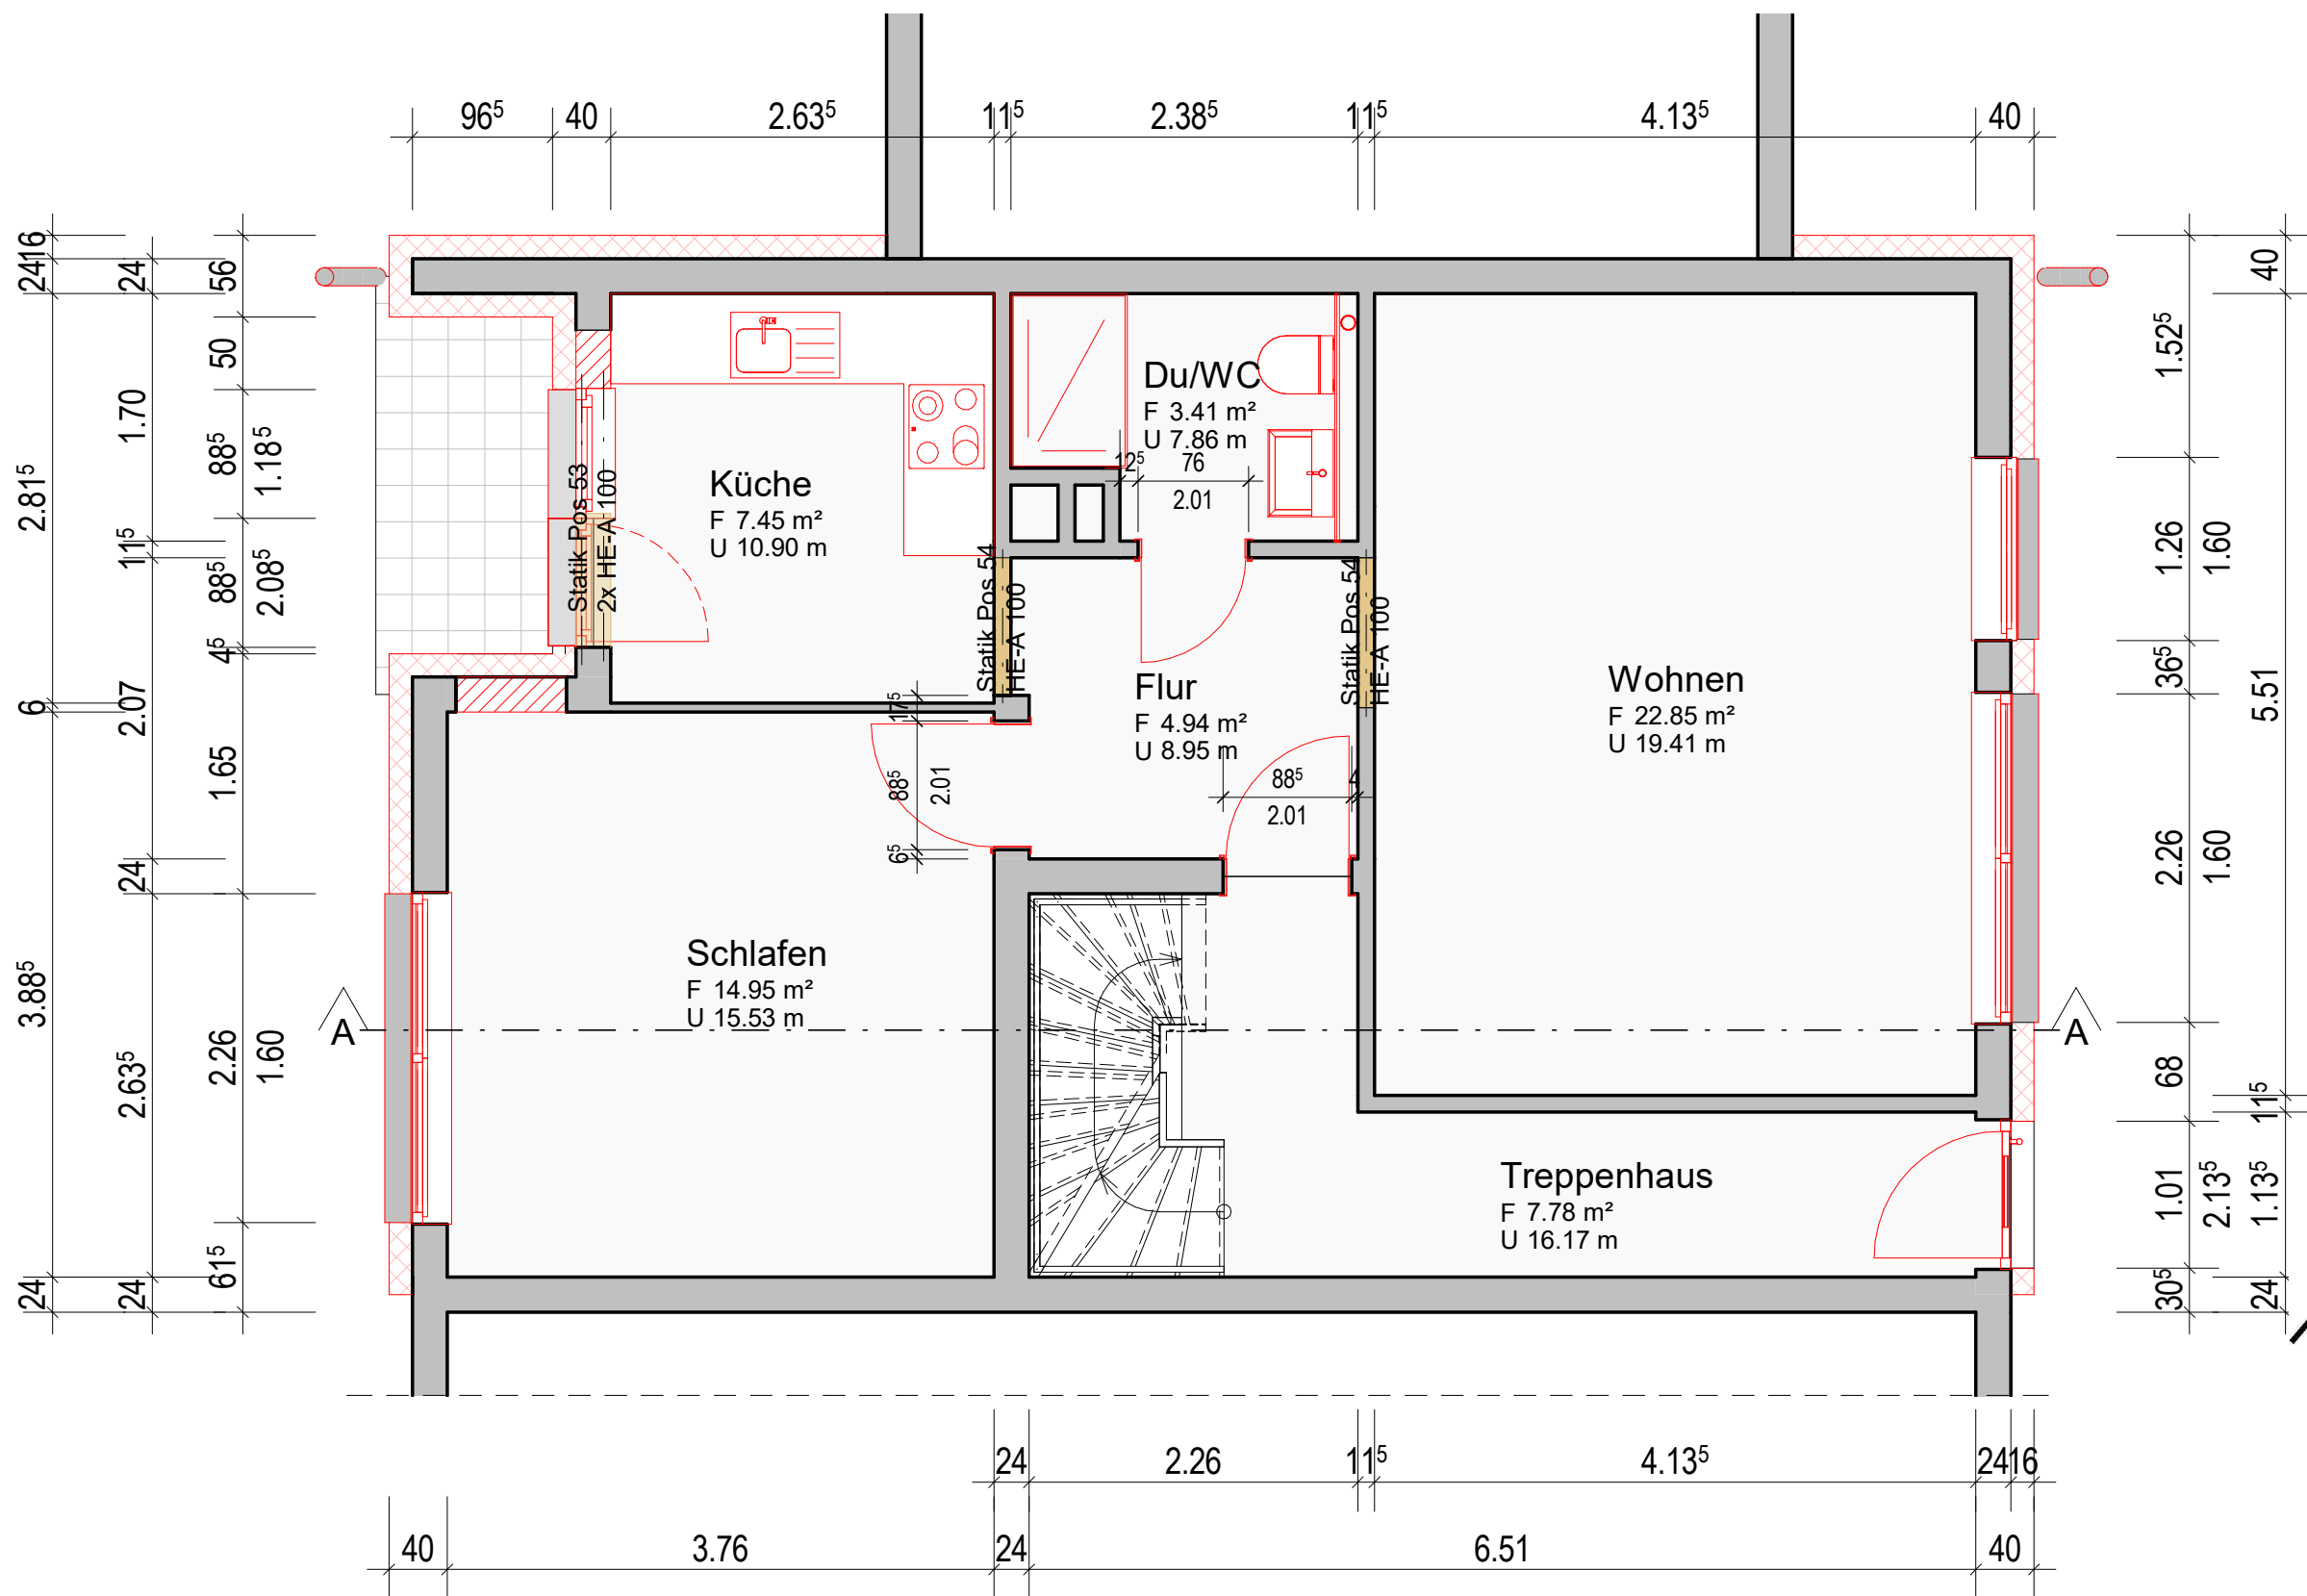 96⁵ 40 2.63⁵ 11⁵ 2.38⁵ 11⁵ 4.13⁵ 40
16
24
2.81⁵
6
3.88⁵
24
24
1.70
11⁵
2.07
24
2.63⁵
24
56
50
88⁵
1.18⁵
88⁵
2.08⁵
4⁵
1.65
2.26
1.60
61⁵
Küche
F 7.45 m²
U 10.90 m
Statik Pos 53
2x HE-A 100
Du/WC
F 3.41 m²
U 7.86 m
12⁵ 76
2.01
Statik Pos 54
HE-A 100
Statik Pos 54
HE-A 100
Flur
F 4.94 m²
U 8.95 m
17⁵
88⁵
2.01
6⁵
88⁵ 4
2.01
Wohnen
F 22.85 m²
U 19.41 m
Schlafen
F 14.95 m²
U 15.53 m
A
A
Treppenhaus
F 7.78 m²
U 16.17 m
1.52⁵
1.26
1.60
36⁵
2.26
1.60
68
1.01
2.13⁵
30⁵
40
5.51
11⁵
1.13⁵
24
24 2.26 11⁵ 4.13⁵ 24 16
40 3.76 24 6.51 40